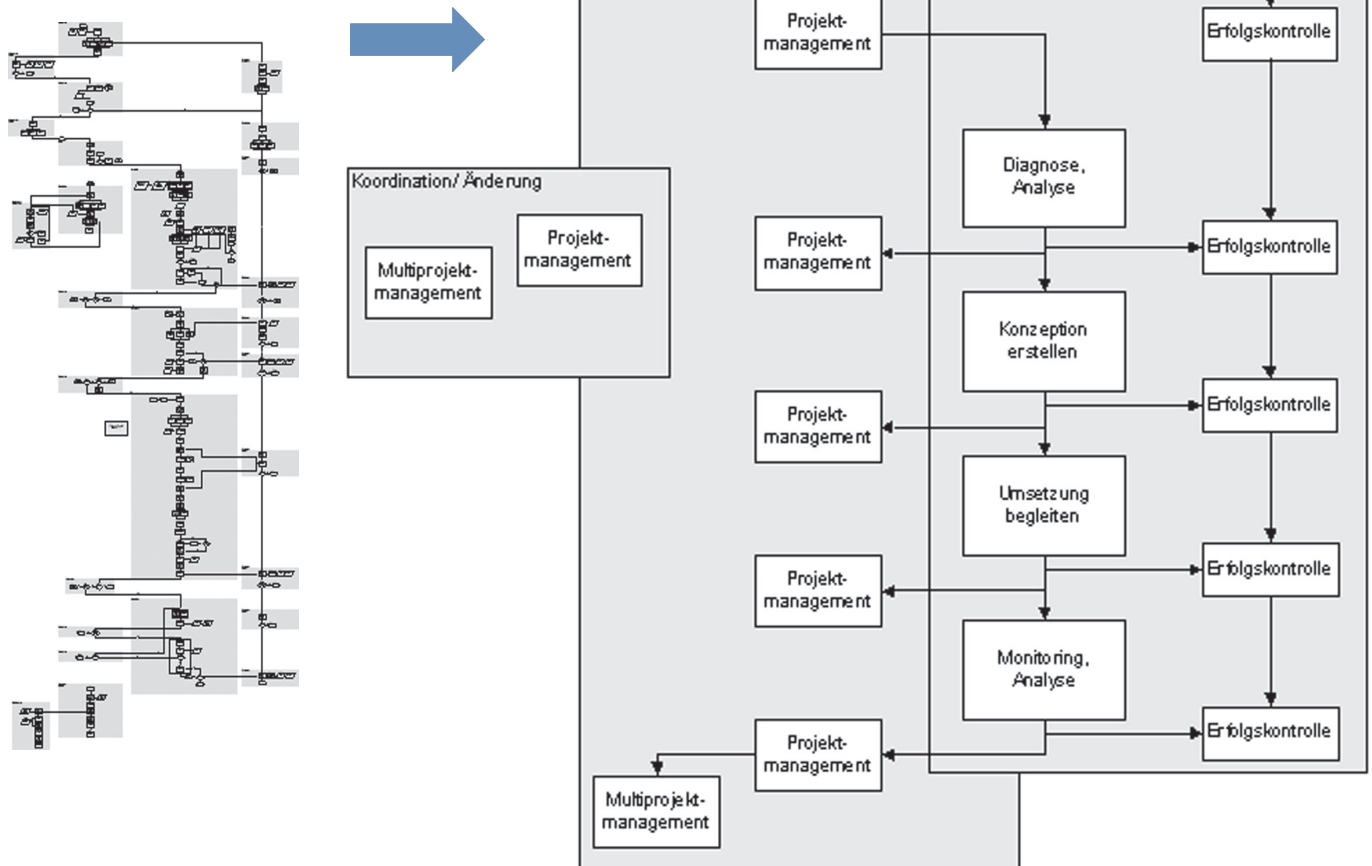 Projekt-
management
Erfolgskontrolle
Diagnose,
Analyse
Koordination/ Änderung
Projekt-
management
Multiprojekt-
management
Projekt-
management
Erfolgskontrolle
Konzeption
erstellen
Projekt-
management
Erfolgskontrolle
Umsetzung
begleiten
Projekt-
management
Erfolgskontrolle
Monitoring,
Analyse
Projekt-
management
Erfolgskontrolle
Multiprojekt-
management